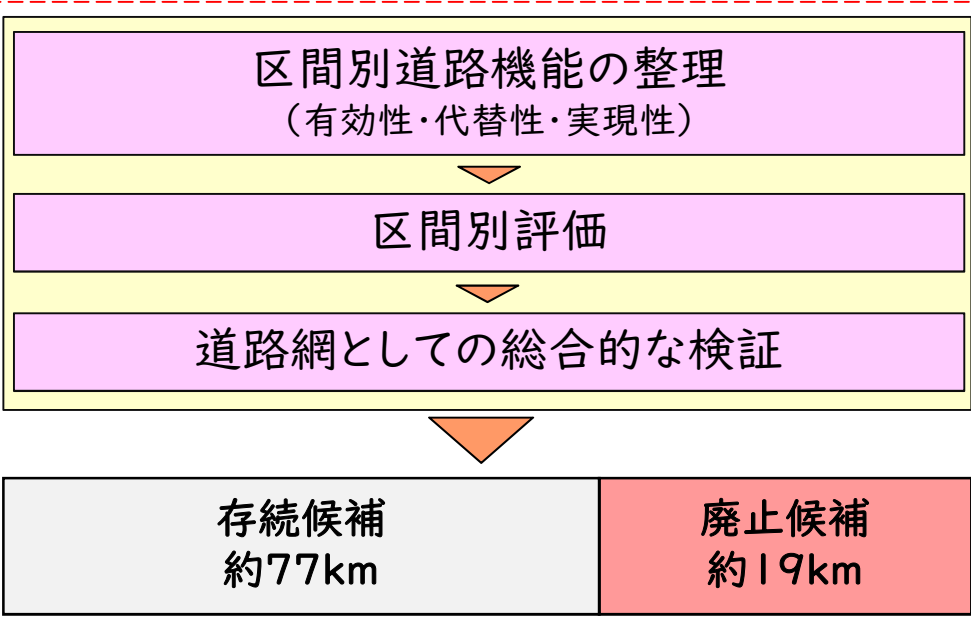 区間別道路機能の整理
（有効性・代替性・実現性）
区間別評価
道路網としての総合的な検証
存続候補
約77km
廃止候補
約19km